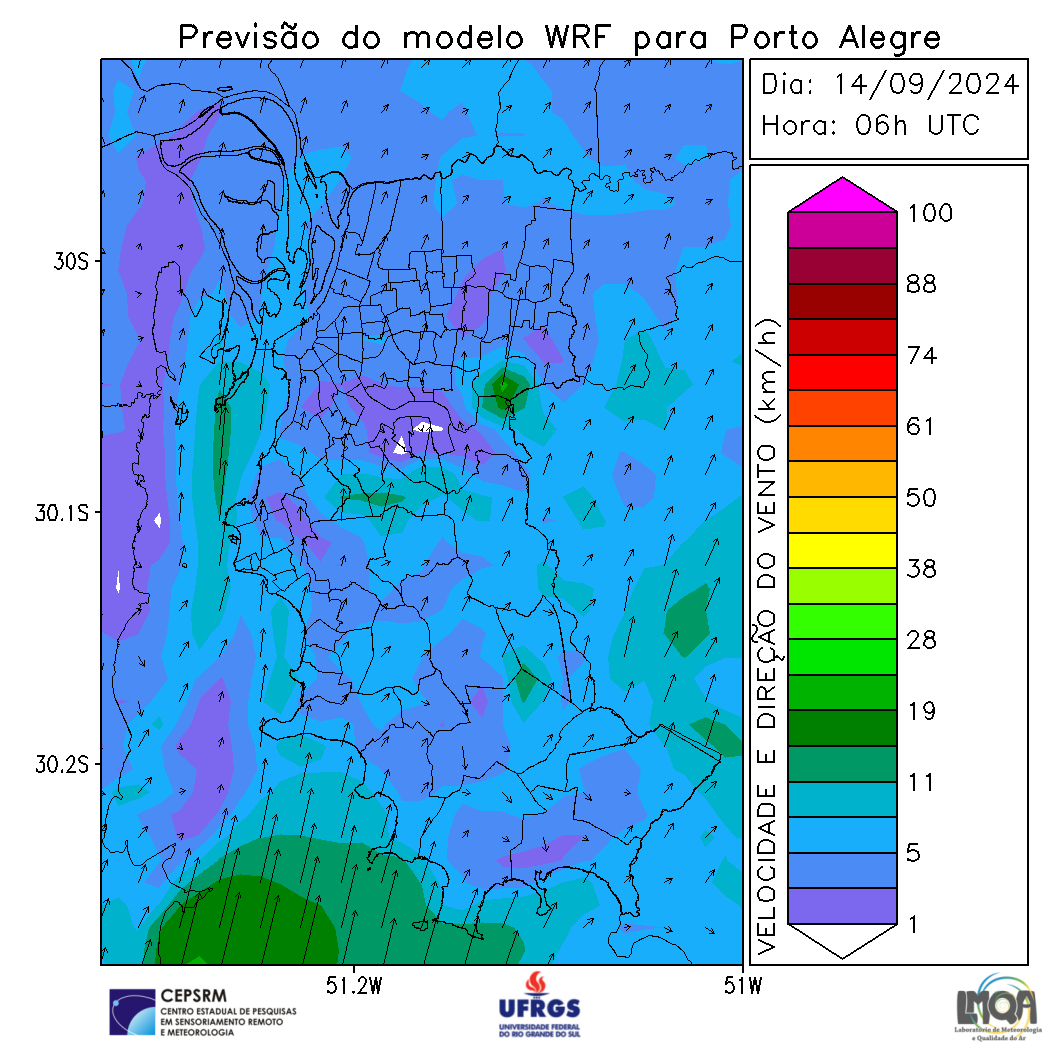 Previsão do modelo WRF para Porto Alegre
Dia: 14/09/2024
Hora: 06h UTC
30S
30.1S
30.2S
51.2W
51W
VELOCIDADE E DIREÇÃO DO VENTO (km/h)
100
88
74
61
50
38
28
19
11
5
1
CEPSRM
CENTRO ESTADUAL DE PESQUISAS
EM SENSORIAMENTO REMOTO
E METEOROLOGIA
UFRGS
UNIVERSIDADE FEDERAL
DO RIO GRANDE DO SUL
LMQA
Laboratório de Meteorologia
e Qualidade do Ar